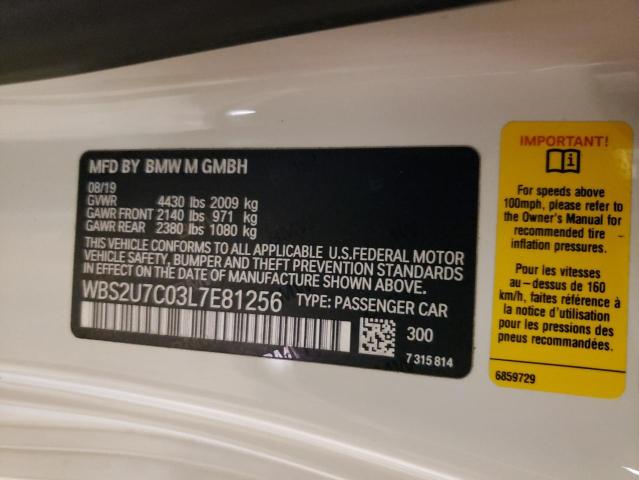 MFD BY BMW M GMBH
08/19
GVWR 4430 lbs 2009 kg
GAWR FRONT 2140 lbs 971 kg
GAWR REAR 2380 lbs 1080 kg
THIS VEHICLE CONFORMS TO ALL APPLICABLE U.S.FEDERAL MOTOR
VEHICLE SAFETY, BUMPER AND THEFT PREVENTION STANDARDS
IN EFFECT ON THE DATE OF MANUFACTURE SHOWN ABOVE.
WBS2U7C03L7E81256 TYPE: PASSENGER CAR
300
7 315 814
IMPORTANT!
i
For speeds above
100mph, please refer to
the Owner's Manual for
recommended tire
inflation pressures.
Pour les vitesses
au-dessus de 160
km/h, faites référence à
la notice d'utilisation
pour les pressions des
pneus recommandées.
6859729